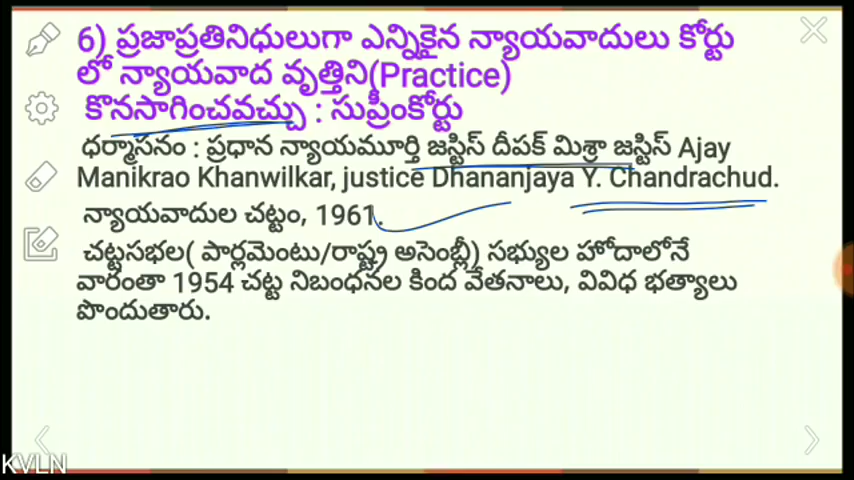 6) ప్రజాప్రతినిధులుగా ఎన్నికైన న్యాయవాదులు కోర్టు
లో న్యాయవాద వృత్తిని(Practice)
కొనసాగించవచ్చు : సుప్రీంకోర్టు
ధర్మాసనం : ప్రధాన న్యాయమూర్తి జస్టిస్ దీపక్ మిశ్రా జస్టిస్ Ajay
Manikrao Khanwilkar, justice Dhananjaya Y. Chandrachud.
న్యాయవాదుల చట్టం, 1961.
చట్టసభల( పార్లమెంటు/రాష్ట్ర అసెంబ్లీ) సభ్యుల హోదాలోనే
వారంతా 1954 చట్ట నిబంధనల కింద వేతనాలు, వివిధ భత్యాలు
పొందుతారు.
KVLN